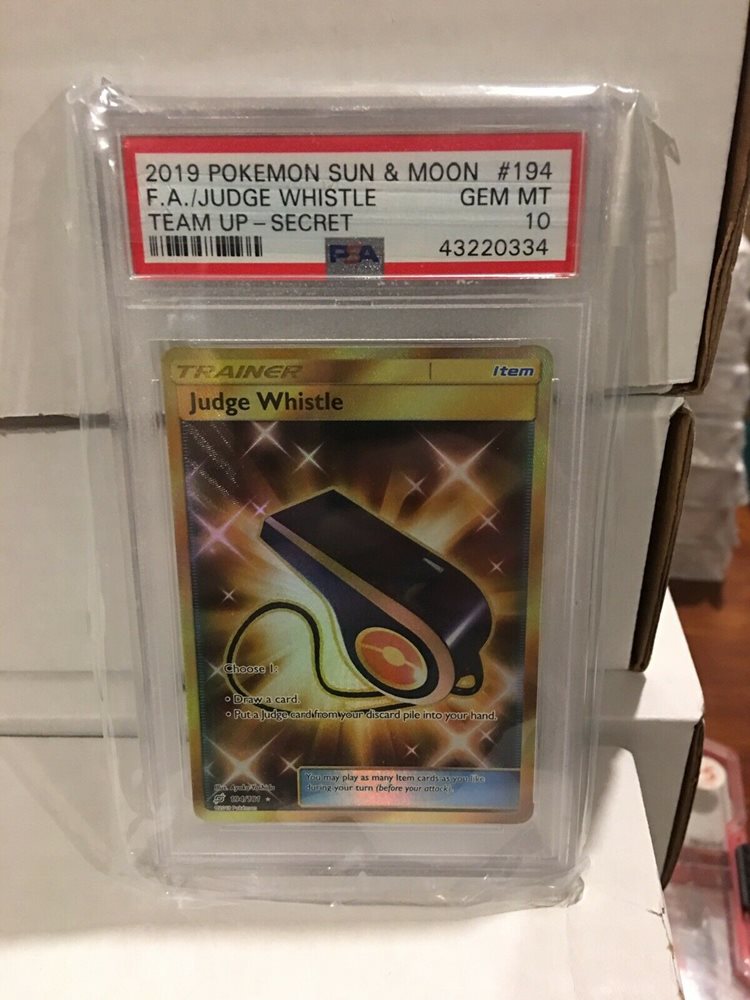 2019 POKEMON SUN & MOON #194
F.A./JUDGE WHISTLE GEM MT
TEAM UP – SECRET 10
PSA 43220334
TRAINER Item
Judge Whistle
Choose 1:
• Draw a card.
• Put a Judge card from your discard pile into your hand.
You may play as many Item cards as you like
during your turn (before your attack).
194/181